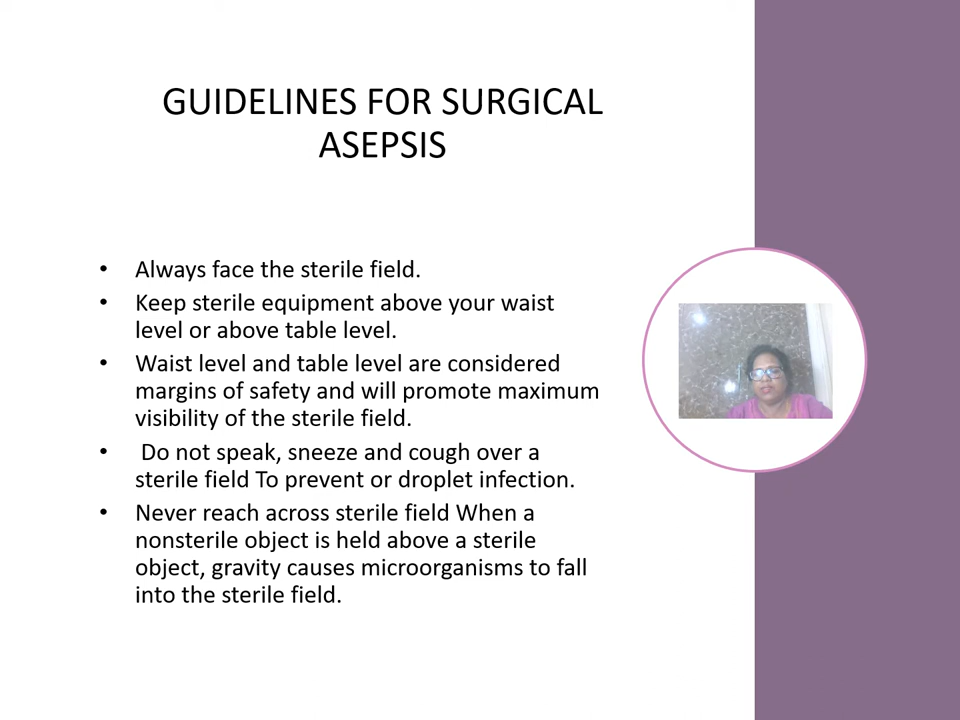 GUIDELINES FOR SURGICAL
ASEPSIS
• Always face the sterile field.
• Keep sterile equipment above your waist
level or above table level.
• Waist level and table level are considered
margins of safety and will promote maximum
visibility of the sterile field.
• Do not speak, sneeze and cough over a
sterile field To prevent or droplet infection.
• Never reach across sterile field When a
nonsterile object is held above a sterile
object, gravity causes microorganisms to fall
into the sterile field.